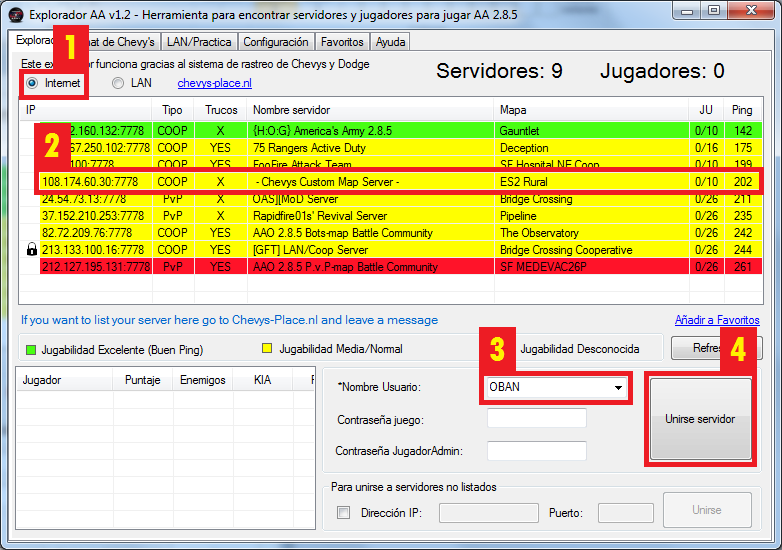 Explorador AA v1.2 - Herramienta para encontrar servidores y jugadores para jugar AA 2.8.5
Explorad 1 at de Chevy's LAN/Practica Configuración Favoritos Ayuda
Este ex or funciona gracias al sistema de rastreo de Chevys y Dodge
Servidores: 9 Jugadores: 0
Internet LAN chevys-place.nl
IP Tipo Trucos Nombre servidor Mapa JU Ping
2.160.132:7778 COOP X {H:O:G} America's Army 2.8.5 Gauntlet 0/10 142
2 67.250.102:7778 COOP YES 75 Rangers Active Duty Deception 0/16 175
100:7778 COOP YES FooFire Attack Team SF Hospital NE Coop 0/10 199
108.174.60.30:7778 COOP X - Chevys Custom Map Server - ES2 Rural 0/10 202
24.54.73.13:7778 PvP X OAS][MoD Server Bridge Crossing 0/26 211
37.152.210.253:7778 PvP X Rapidfire01s' Revival Server Pipeline 0/26 235
82.72.209.76:7778 COOP YES AAO 2.8.5 Bots-map Battle Community The Observatory 0/26 242
213.133.100.16:7778 COOP YES [GFT] LAN/Coop Server Bridge Crossing Cooperative 0/26 244
212.127.195.131:7778 PvP YES AAO 2.8.5 P.v.P-map Battle Community SF MEDEVAC26P 0/26 261
If you want to list your server here go to Chevys-Place.nl and leave a message Añadir a Favoritos
Jugabilidad Excelente (Buen Ping) Jugabilidad Media/Normal 3 Jugabilidad Desconocida Refres 4
Jugador Puntaje Enemigos KIA
*Nombre Usuario: OBAN
Contraseña juego:
Contraseña JugadorAdmin:
Unirse servidor
Para unirse a servidores no listados
Dirección IP: Puerto: Unirse